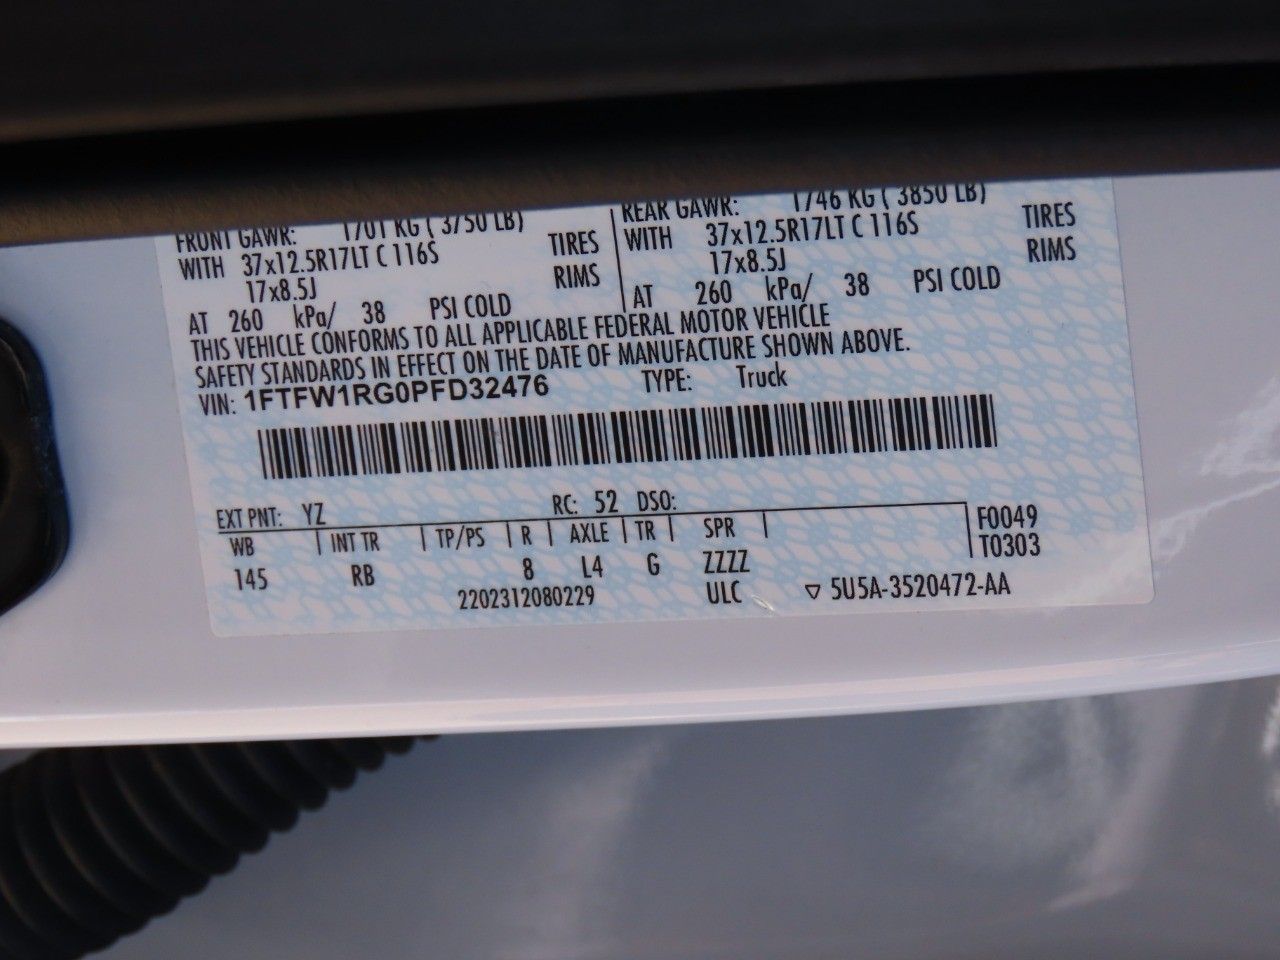 FRONT GAWR: 1701 KG ( 3750 LB)
WITH 37x12.5R17LT C 116S TIRES
17x8.5J RIMS
AT 260 kPa/ 38 PSI COLD
REAR GAWR: 1746 KG ( 3850 LB)
WITH 37x12.5R17LT C 116S TIRES
17x8.5J RIMS
AT 260 kPa/ 38 PSI COLD
THIS VEHICLE CONFORMS TO ALL APPLICABLE FEDERAL MOTOR VEHICLE
SAFETY STANDARDS IN EFFECT ON THE DATE OF MANUFACTURE SHOWN ABOVE.
VIN: 1FTFW1RG0PFD32476 TYPE: Truck
EXT PNT: YZ RC: 52 DSO:
WB | INT TR | TP/PS | R | AXLE | TR | SPR | F0049
145 RB 8 L4 G ZZZZ | T0303
2202312080229 ULC ▽ 5U5A-3520472-AA